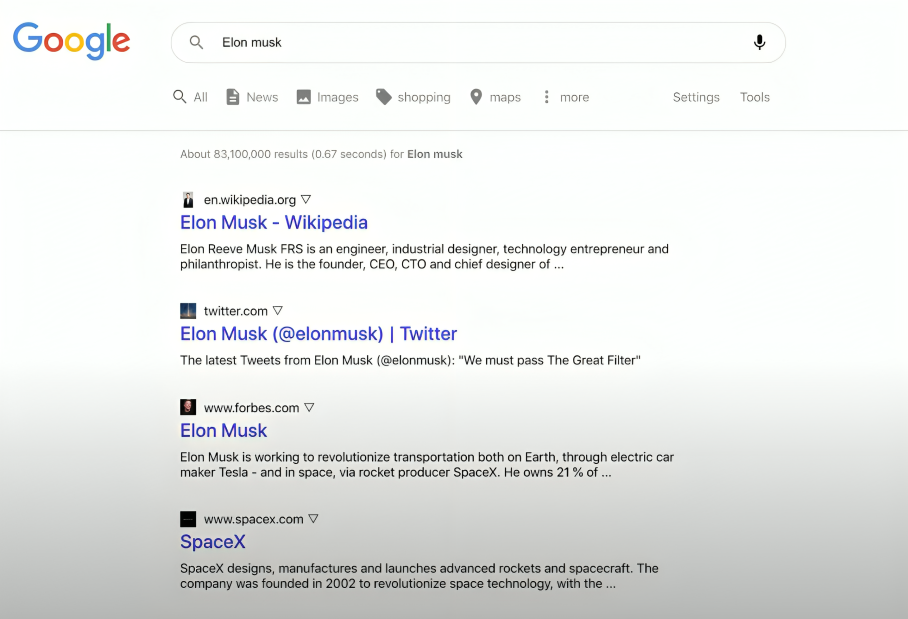 Google
Elon musk
All News Images shopping maps more Settings Tools
About 83,100,000 results (0.67 seconds) for Elon musk
en.wikipedia.org
Elon Musk - Wikipedia
Elon Reeve Musk FRS is an engineer, industrial designer, technology entrepreneur and
philanthropist. He is the founder, CEO, CTO and chief designer of ...
twitter.com
Elon Musk (@elonmusk) | Twitter
The latest Tweets from Elon Musk (@elonmusk): "We must pass The Great Filter"
www.forbes.com
Elon Musk
Elon Musk is working to revolutionize transportation both on Earth, through electric car
maker Tesla - and in space, via rocket producer SpaceX. He owns 21 % of ...
www.spacex.com
SpaceX
SpaceX designs, manufactures and launches advanced rockets and spacecraft. The
company was founded in 2002 to revolutionize space technology, with the ...